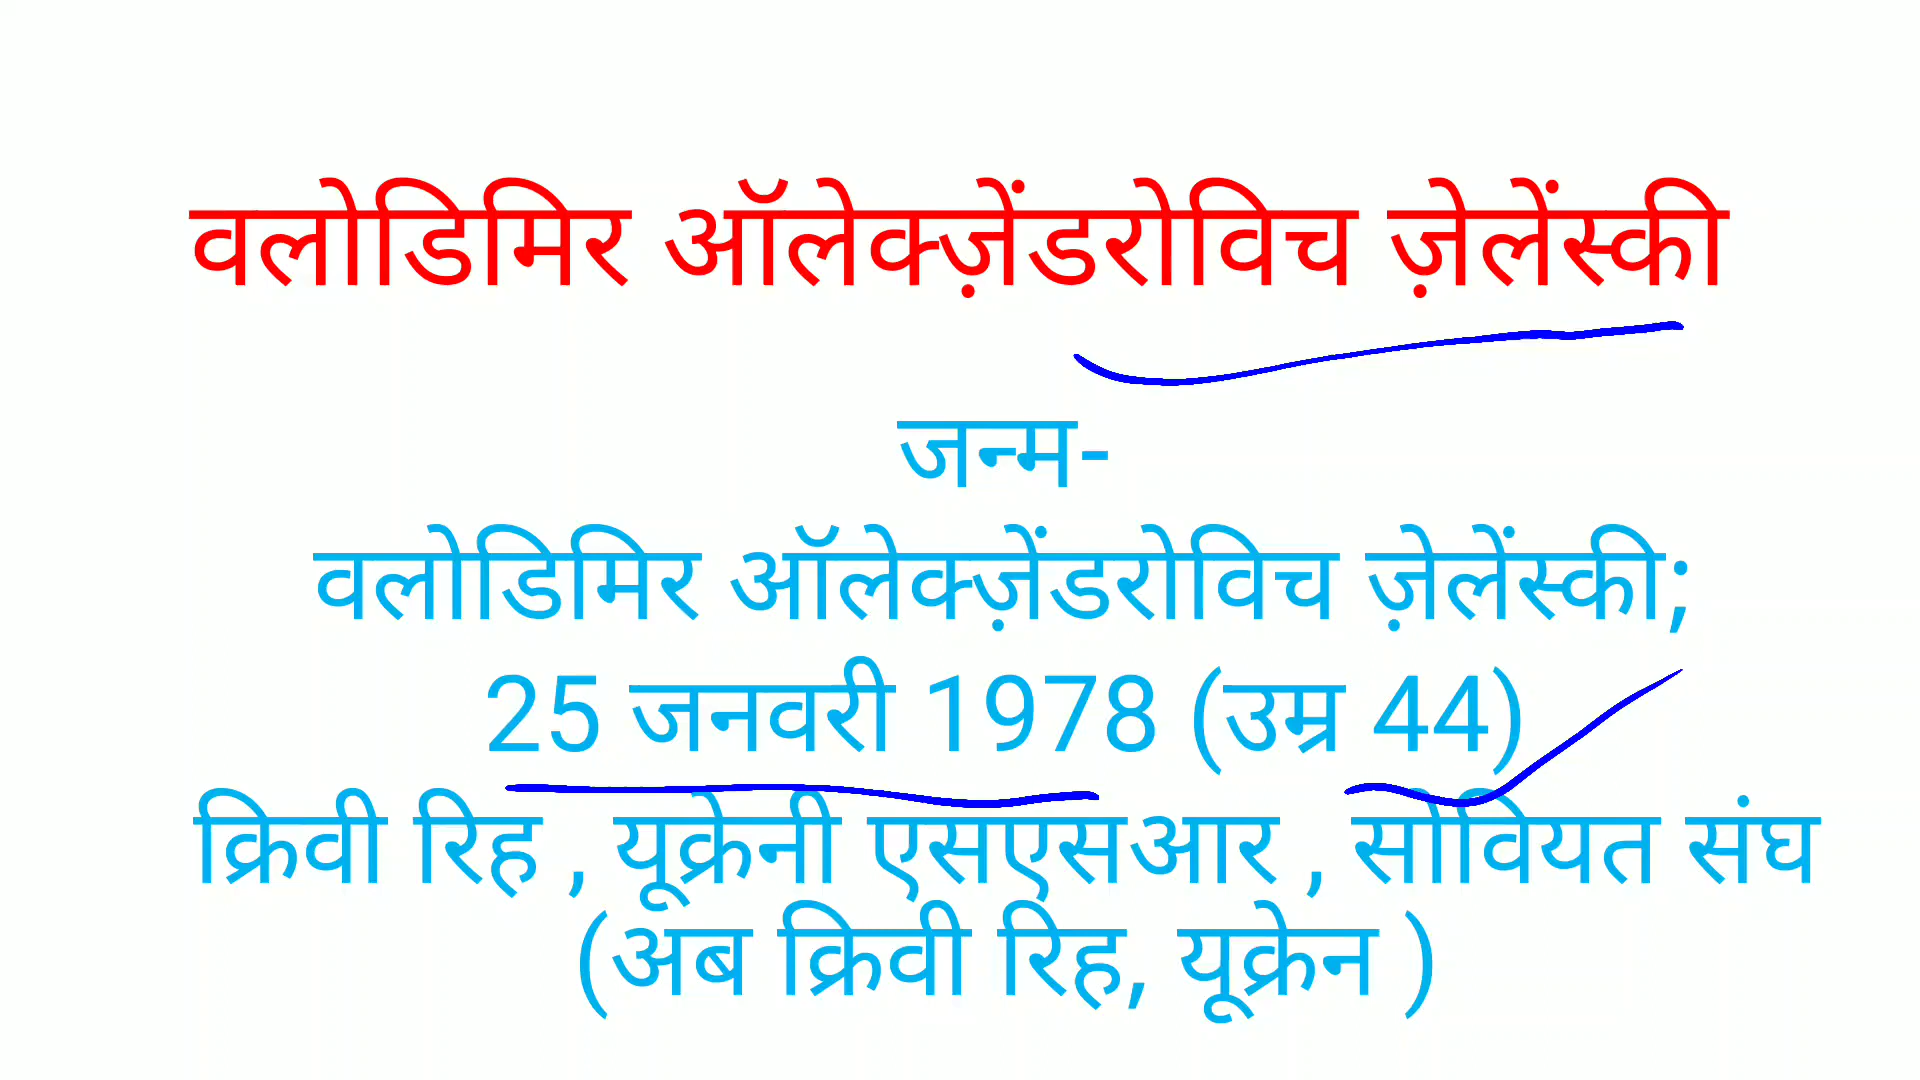 वलोडिमिर ऑलेक्ज़ेंडरोविच ज़ेलेंस्की
जन्म-
वलोडिमिर ऑलेक्ज़ेंडरोविच ज़ेलेंस्की;
25 जनवरी 1978 (उम्र 44)
क्रिवी रिह , यूक्रेनी एसएसआर , सोवियत संघ
(अब क्रिवी रिह, यूक्रेन )